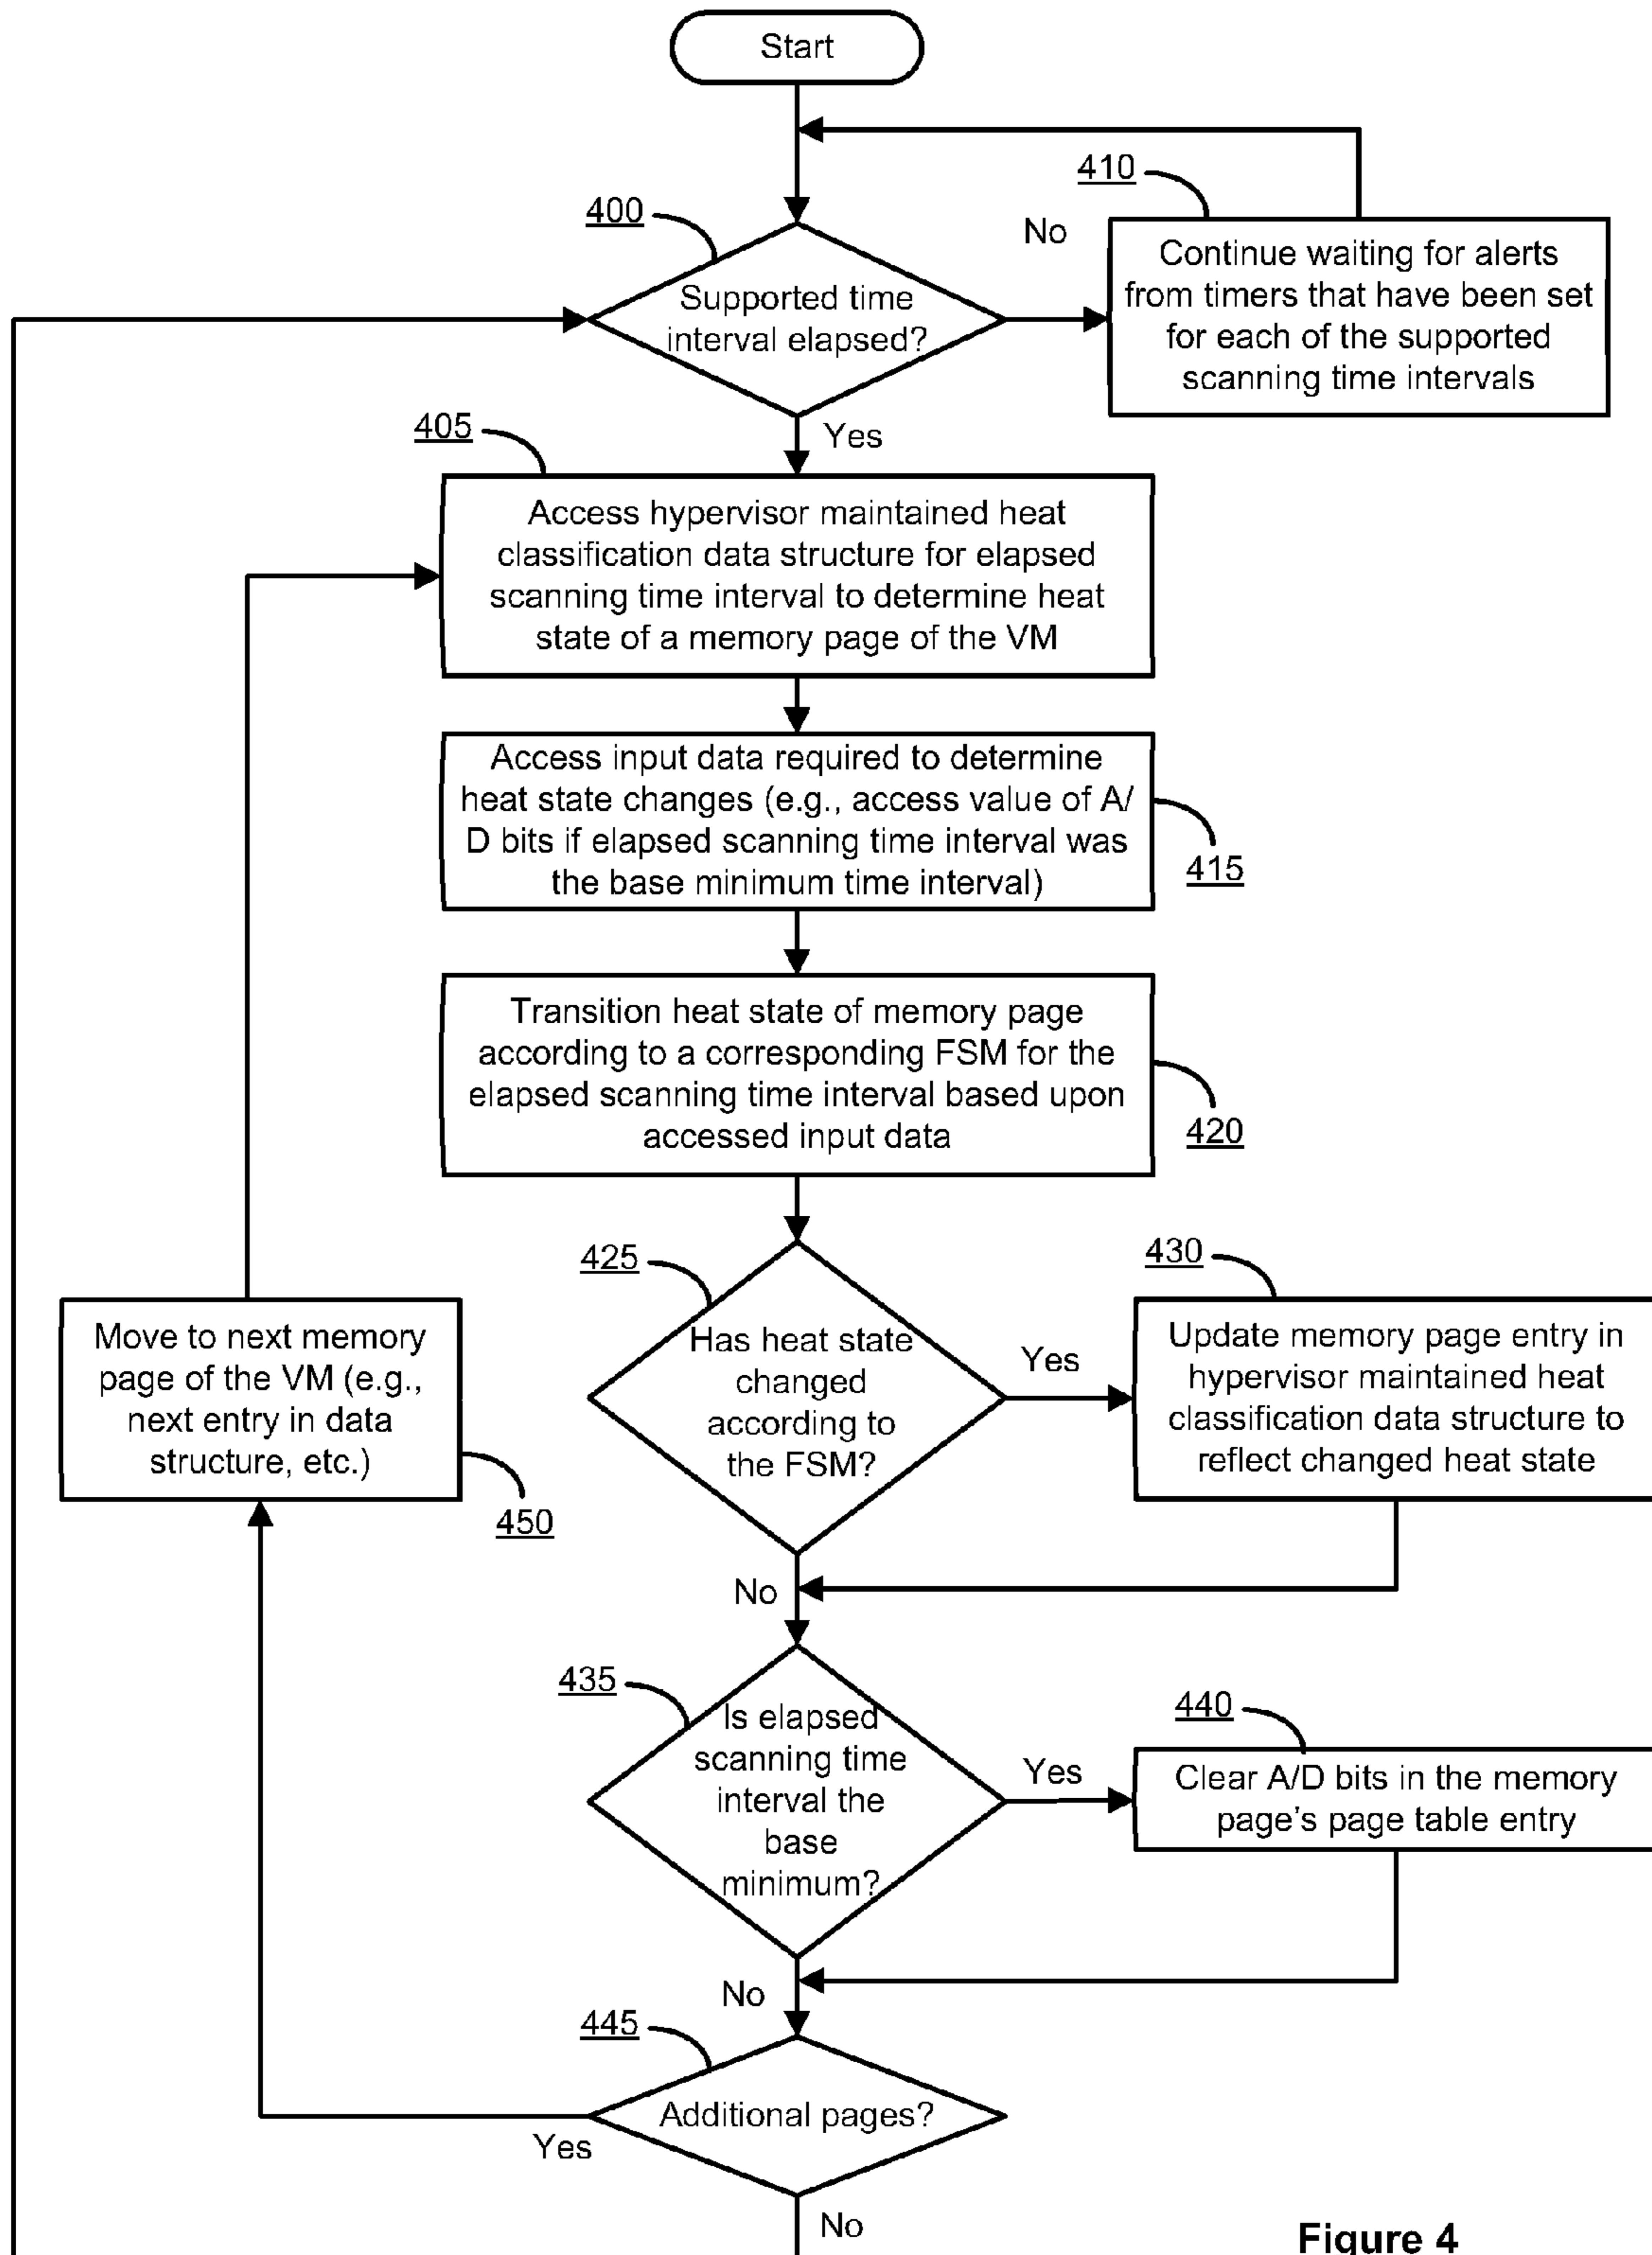 Start
410
400
No
Continue waiting for alerts
from timers that have been set
for each of the supported
scanning time intervals
Supported time
interval elapsed?
405
Yes
Access hypervisor maintained heat
classification data structure for elapsed
scanning time interval to determine heat
state of a memory page of the VM
Access input data required to determine
heat state changes (e.g., access value of A/
D bits if elapsed scanning time interval was
the base minimum time interval)
415
Transition heat state of memory page
according to a corresponding FSM for the
elapsed scanning time interval based upon
accessed input data
420
425
430
Move to next memory
page of the VM (e.g.,
next entry in data
structure, etc.)
450
Has heat state
changed
according to
the FSM?
Yes
Update memory page entry in
hypervisor maintained heat
classification data structure to
reflect changed heat state
No
435
440
Is elapsed
scanning time
interval the
base
minimum?
Yes
Clear A/D bits in the memory
page's page table entry
No
445
Additional pages?
Yes
No
Figure 4